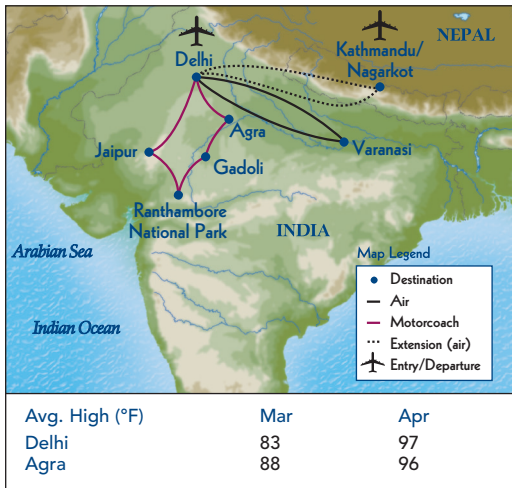 NEPAL
Kathmandu/
Nagarkot
Delhi
Agra
Varanasi
Jaipur
Gadoli
Ranthambore
National Park
INDIA
Arabian Sea
Indian Ocean
Map Legend
Destination
Air
Motorcoach
Extension (air)
Entry/Departure
Avg. High (°F) Mar Apr
Delhi 83 97
Agra 88 96